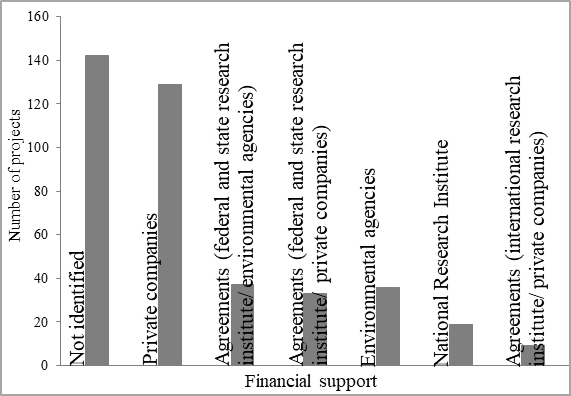 160
140
120
100
80
60
40
20
0
Number of projects
Not identified
Private companies
Agreements (federal and state research
institute/ environmental agencies)
Agreements (federal and state research
institute/ private companies)
Environmental agencies
National Research Institute
Agreements (international research
institute/ private companies)
Financial support